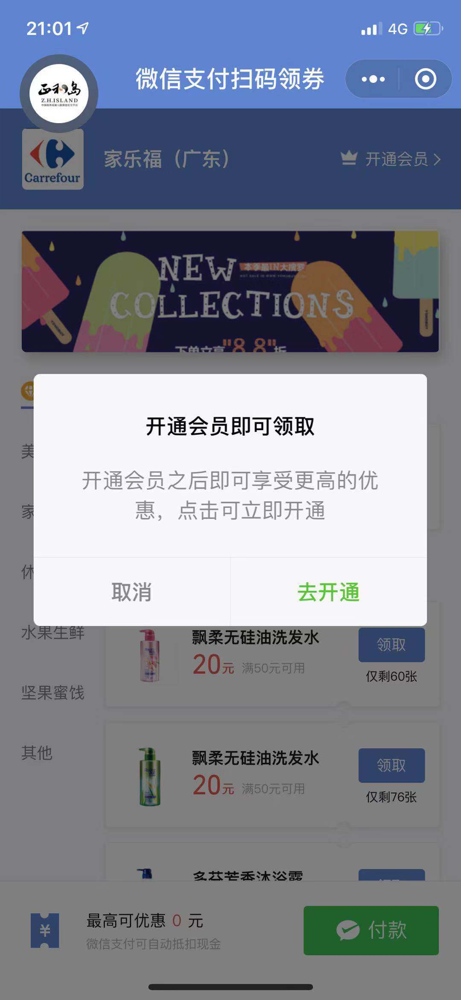 21:01
4G
微信支付扫码领券
正和岛
Z.H.ISLAND
Carrefour
家乐福（广东）
开通会员
NEW
本季最IN大搜罗
COLLECTIONS
下单立享"8.8"折
开通会员即可领取
开通会员之后即可享受更高的优
惠，点击可立即开通
取消
去开通
美
家
休
水果生鲜
坚果蜜饯
其他
飘柔无硅油洗发水
20元 满50元可用
领取
仅剩60张
飘柔无硅油洗发水
20元 满50元可用
领取
仅剩76张
多芬芳香沐浴露
最高可优惠 0 元
微信支付可自动抵扣现金
付款